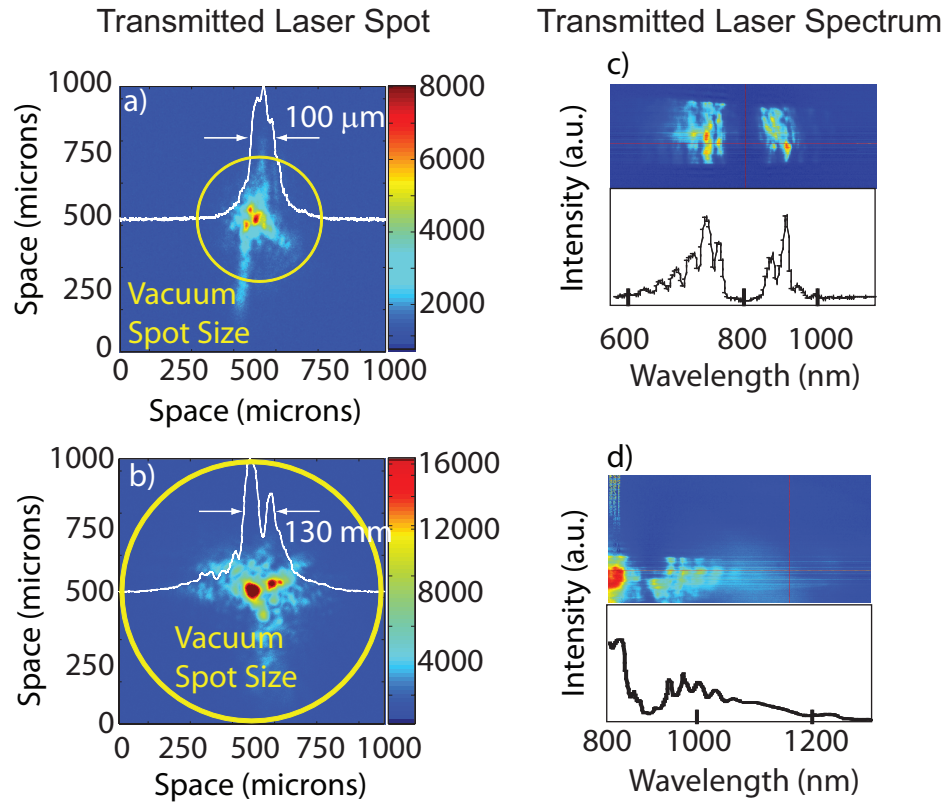 Transmitted Laser Spot
Transmitted Laser Spectrum
a)
1000
750
500
250
0
Space (microns)
100 μm
Vacuum
Spot Size
0 250 500 750 1000
Space (microns)
8000
6000
4000
2000
c)
Intensity (a.u.)
600 800 1000
Wavelength (nm)
b)
1000
750
500
250
0
Space (microns)
130 mm
Vacuum
Spot Size
0 250 500 750 1000
Space (microns)
16000
12000
8000
4000
d)
Intensity (a.u.)
800 1000 1200
Wavelength (nm)